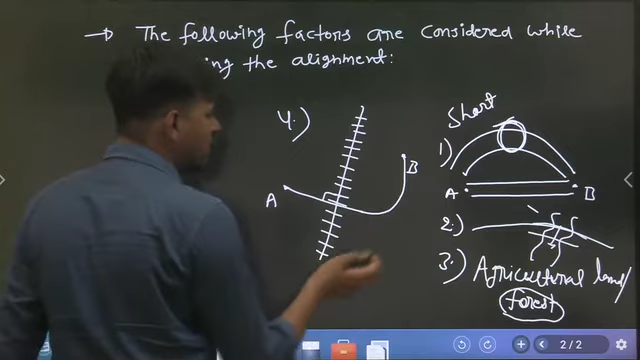 → The following factors are considered while
ing the alignment:
4.)
A
B
Short
1)
A
B
2.)
3.) Agricultural land/
forest
2/2